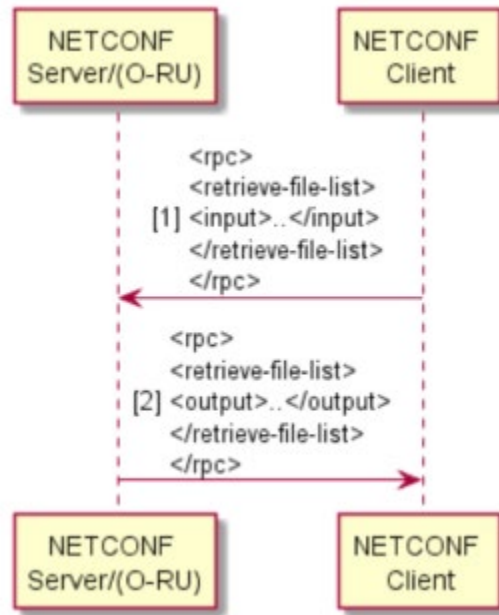 NETCONF
Server/(O-RU)
NETCONF
Client
<rpc>
<retrieve-file-list>
[1] <input>..</input>
</retrieve-file-list>
</rpc>
<rpc>
<retrieve-file-list>
[2] <output>..</output>
</retrieve-file-list>
</rpc>
NETCONF
Server/(O-RU)
NETCONF
Client